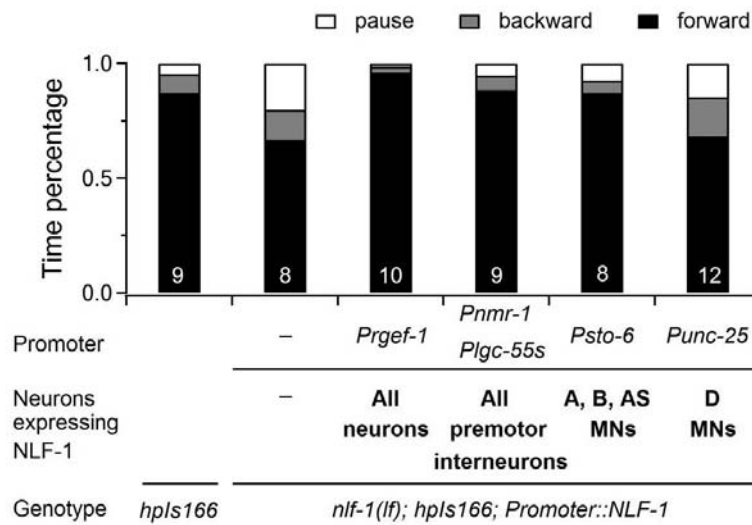 pause backward forward
Time percentage
1.0
0.5
0.0
9 8 10 9 8 12
Promoter – Prgef-1 Pnmr-1 Plgc-55s Psto-6 Punc-25
Neurons expressing NLF-1 – All neurons All premotor interneurons A, B, AS MNs D MNs
Genotype hpIs166 nlf-1(lf); hpIs166; Promoter::NLF-1